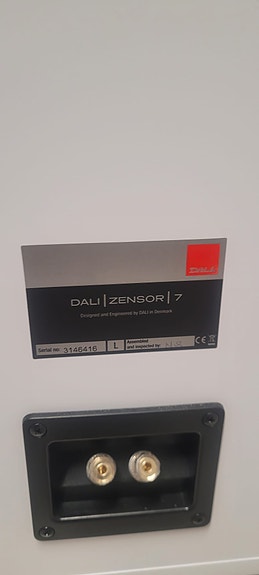 DALI
DALI | ZENSOR | 7
Designed and Engineered by DALI in Denmark
Serial no: 3146416
L
Assembled
and inspected by:
CE